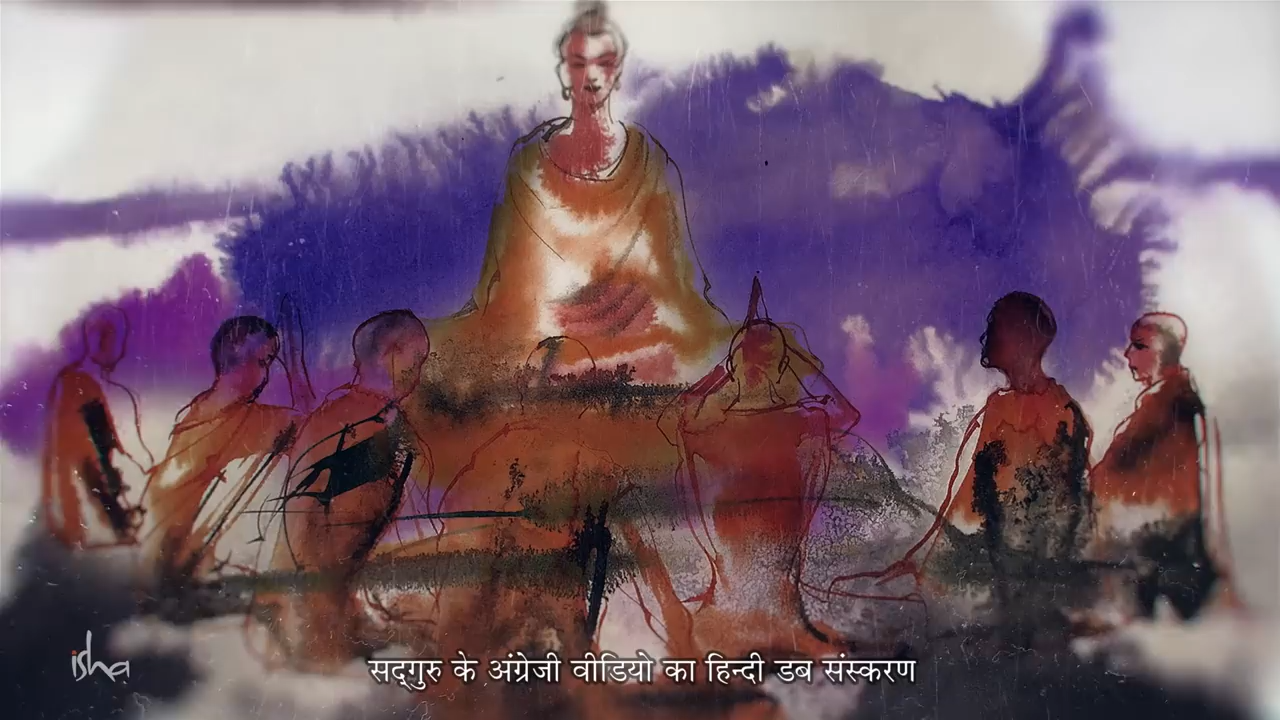 isha
सद्गुरु के अंग्रेजी वीडियो का हिन्दी डब संस्करण